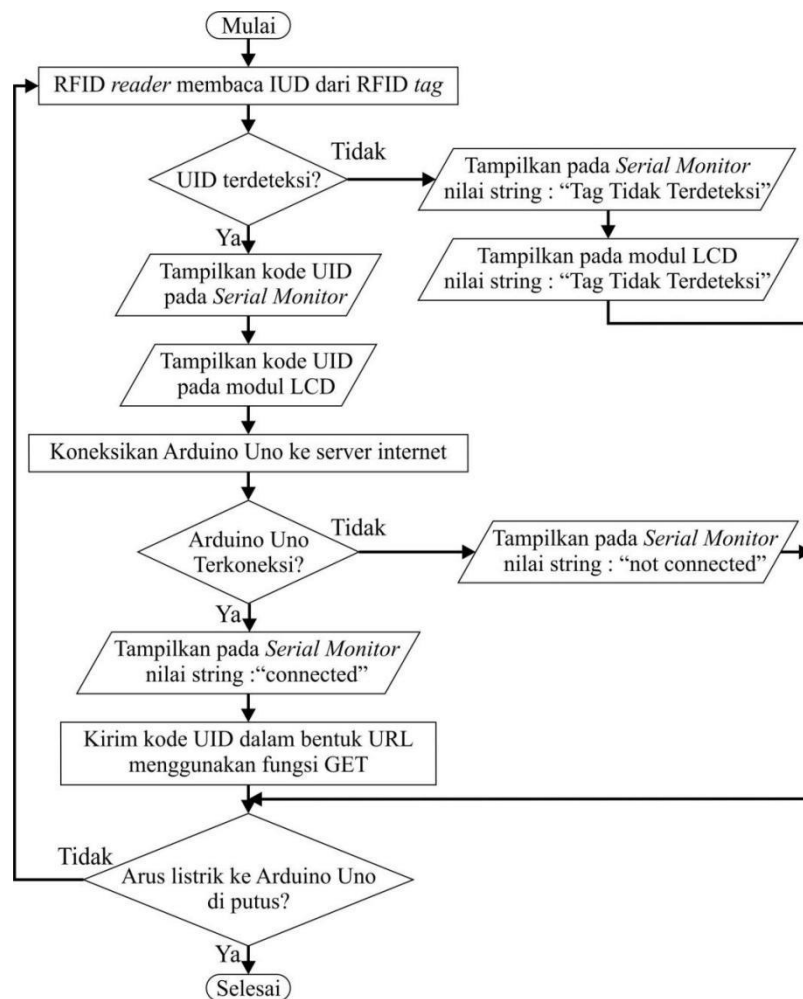 Mulai
RFID reader membaca IUD dari RFID tag
Tidak
UID terdeteksi?
Tampilkan pada Serial Monitor
nilai string : “Tag Tidak Terdeteksi”
Ya
Tampilkan pada modul LCD
nilai string : “Tag Tidak Terdeteksi”
Tampilkan kode UID
pada Serial Monitor
Tampilkan kode UID
pada modul LCD
Koneksikan Arduino Uno ke server internet
Tidak
Arduino Uno
Terkoneksi?
Tampilkan pada Serial Monitor
nilai string : “not connected”
Ya
Tampilkan pada Serial Monitor
nilai string :“connected”
Kirim kode UID dalam bentuk URL
menggunakan fungsi GET
Tidak
Arus listrik ke Arduino Uno
di putus?
Ya
Selesai